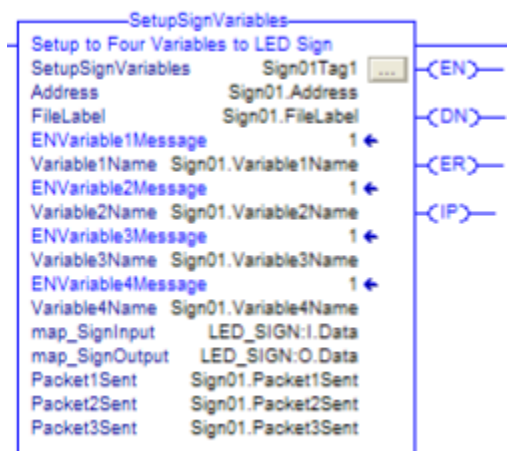 SetupSignVariables
Setup to Four Variables to LED Sign
SetupSignVariables Sign01Tag1 ...
(EN)
Address Sign01.Address
FileLabel Sign01.FileLabel
(DN)
ENVariable1Message 1
Variable1Name Sign01.Variable1Name
(ER)
ENVariable2Message 1
Variable2Name Sign01.Variable2Name
(IP)
ENVariable3Message 1
Variable3Name Sign01.Variable3Name
ENVariable4Message 1
Variable4Name Sign01.Variable4Name
map_SignInput LED_SIGN:I.Data
map_SignOutput LED_SIGN:O.Data
Packet1Sent Sign01.Packet1Sent
Packet2Sent Sign01.Packet2Sent
Packet3Sent Sign01.Packet3Sent